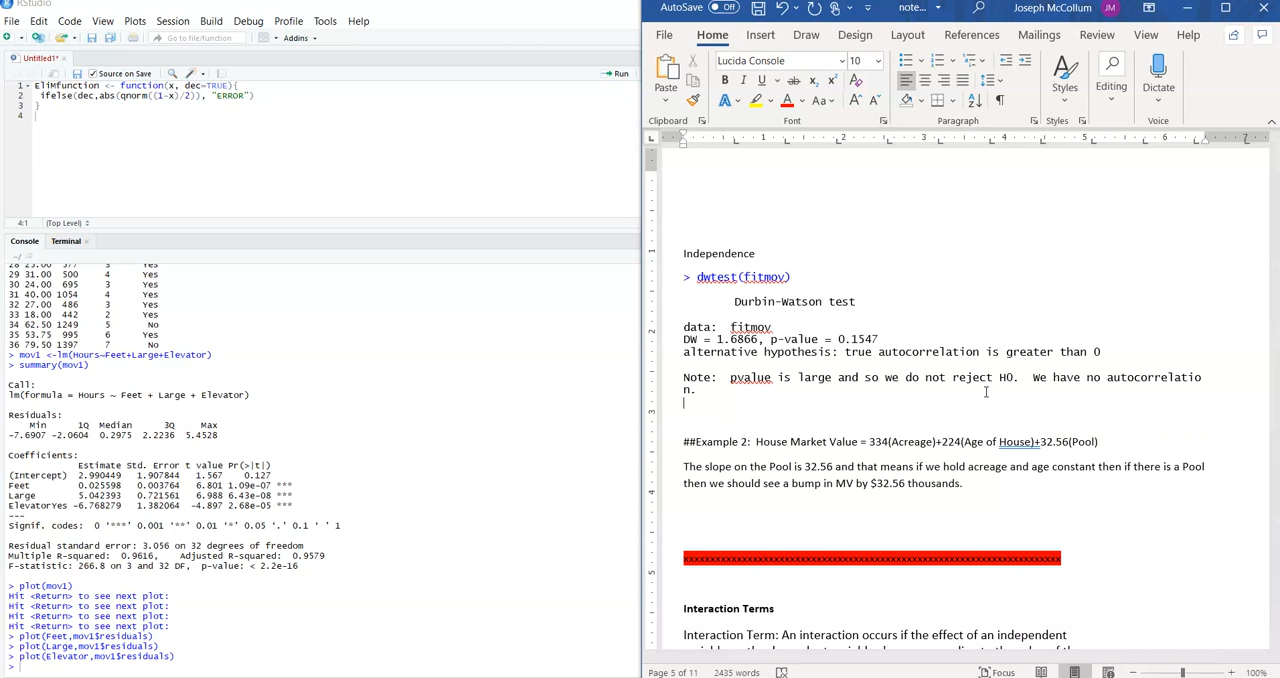 RStudio
File Edit Code View Plots Session Build Debug Profile Tools Help
Go to file/function Addins
Untitled1*
Source on Save Run
1 EliMfunction <- function(x, dec=TRUE){
2 ifelse(dec,abs(qnorm((1-x)/2)), "ERROR")
3 }
4
4:1 (Top Level)
Console Terminal
~/
29 31.00 500 4 Yes
30 24.00 695 3 Yes
31 40.00 1054 4 Yes
32 27.00 486 3 Yes
33 18.00 442 2 Yes
34 62.50 1249 5 No
35 53.75 995 6 Yes
36 79.50 1397 7 No
> mov1 <-lm(Hours~Feet+Large+Elevator)
> summary(mov1)
Call:
lm(formula = Hours ~ Feet + Large + Elevator)
Residuals:
Min 1Q Median 3Q Max
-7.6907 -2.0604 0.2975 2.2236 5.4528
Coefficients:
Estimate Std. Error t value Pr(>|t|)
(Intercept) 2.990449 1.907844 1.567 0.127
Feet 0.025598 0.003764 6.801 1.09e-07 ***
Large 5.042393 0.721561 6.988 6.43e-08 ***
ElevatorYes -6.768279 1.382064 -4.897 2.68e-05 ***
---
Signif. codes: 0 ‘***’ 0.001 ‘**’ 0.01 ‘*’ 0.05 ‘.’ 0.1 ‘ ’ 1
Residual standard error: 3.056 on 32 degrees of freedom
Multiple R-squared: 0.9616, Adjusted R-squared: 0.9579
F-statistic: 266.8 on 3 and 32 DF, p-value: < 2.2e-16
> plot(mov1)
Hit <Return> to see next plot:
Hit <Return> to see next plot:
Hit <Return> to see next plot:
Hit <Return> to see next plot:
> plot(Feet,mov1$residuals)
> plot(Large,mov1$residuals)
> plot(Elevator,mov1$residuals)
>
AutoSave Off note... Joseph McCollum JM
File Home Insert Draw Design Layout References Mailings Review View Help
Lucida Console 10
Paste Styles Editing Dictate
Clipboard Font Paragraph Styles Voice
1 2 3 4 5 6 7
Independence
> dwtest(fitmov)
Durbin-Watson test
data: fitmov
DW = 1.6866, p-value = 0.1547
alternative hypothesis: true autocorrelation is greater than 0
Note: pvalue is large and so we do not reject H0. We have no autocorrelatio
n.
##Example 2: House Market Value = 334(Acreage)+224(Age of House)+32.56(Pool)
The slope on the Pool is 32.56 and that means if we hold acreage and age constant then if there is a Pool
then we should see a bump in MV by $32.56 thousands.
Interaction Terms
Interaction Term: An interaction occurs if the effect of an independent
Page 5 of 11 2435 words Focus 100%